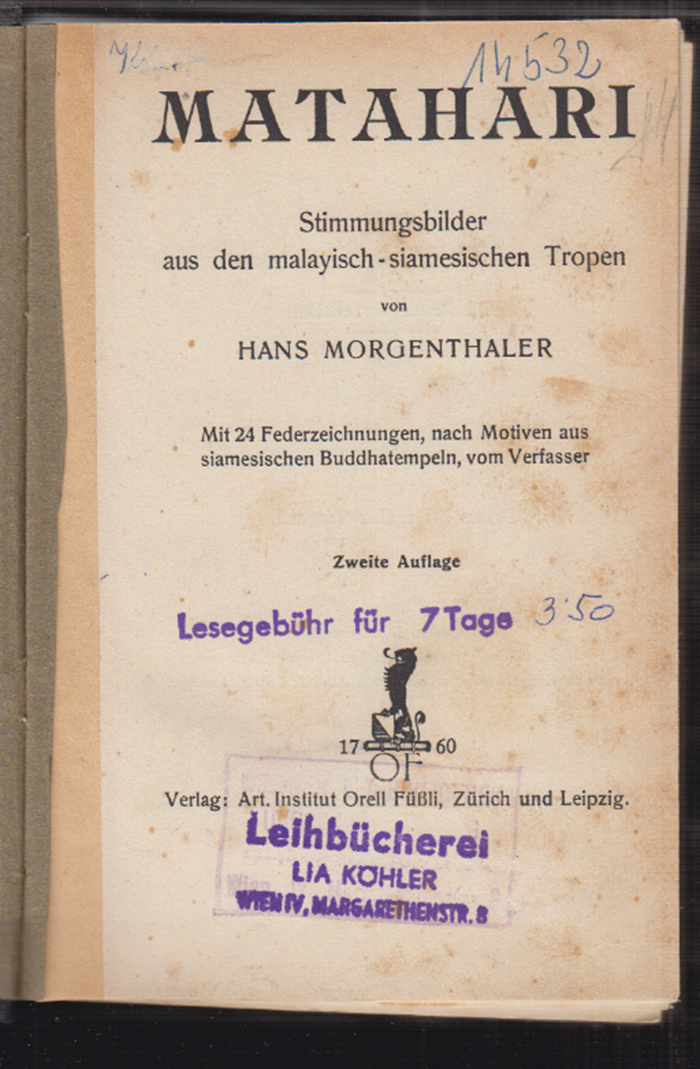 14532
MATAHARI
Stimmungsbilder
aus den malayisch-siamesischen Tropen
von
HANS MORGENTHALER
Mit 24 Federzeichnungen, nach Motiven aus
siamesischen Buddhatempeln, vom Verfasser
Zweite Auflage
Lesegebühr für 7 Tage 3·50
17 60
OF
Verlag: Art. Institut Orell Füßli, Zürich und Leipzig.
Leihbücherei
LIA KÖHLER
WIEN IV, MARGARETHENSTR. 8